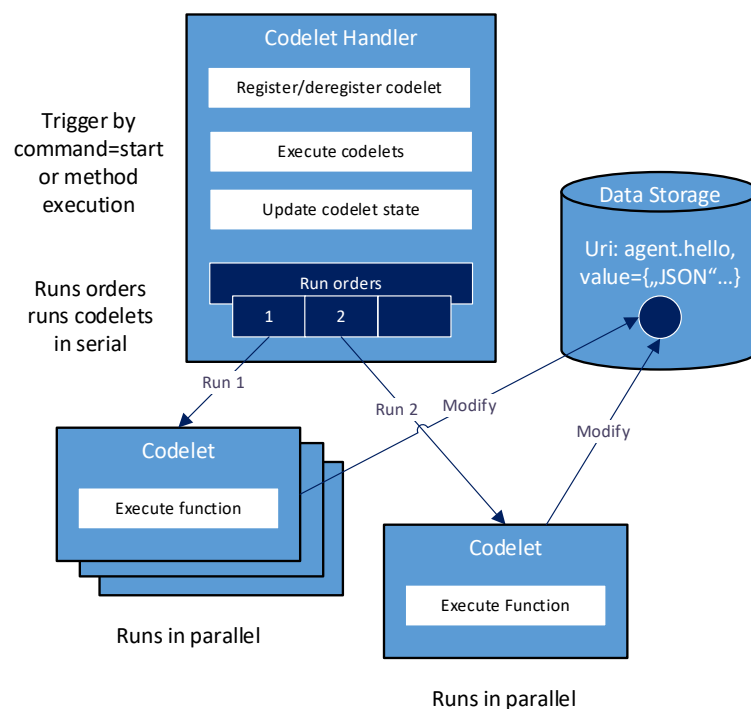 Codelet Handler
Register/deregister codelet
Execute codelets
Update codelet state
Run orders
1 2
Trigger by
command=start
or method
execution
Runs orders
runs codelets
in serial
Data Storage
Uri: agent.hello,
value={„JSON“...}
Run 1
Run 2
Modify
Modify
Codelet
Execute function
Runs in parallel
Codelet
Execute Function
Runs in parallel